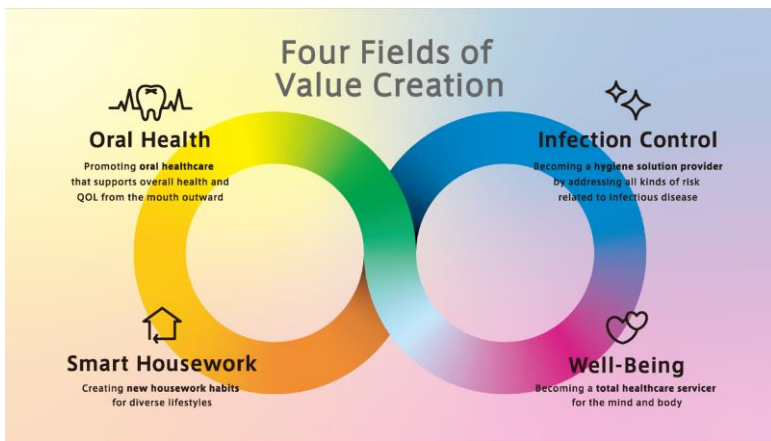 Four Fields of
Value Creation
Oral Health
Promoting oral healthcare
that supports overall health and
QOL from the mouth outward
Infection Control
Becoming a hygiene solution provider
by addressing all kinds of risk
related to infectious disease
Smart Housework
Creating new housework habits
for diverse lifestyles
Well-Being
Becoming a total healthcare servicer
for the mind and body